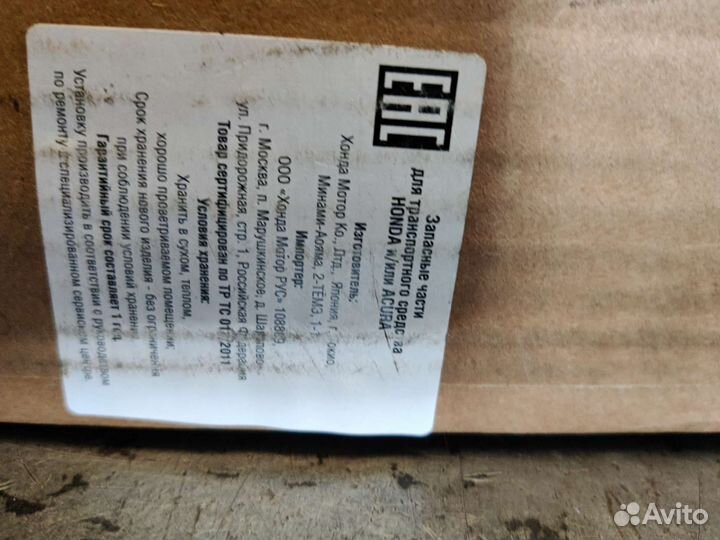 EAC
Запасные части
для транспортного средства
HONDA и/или ACURA
Изготовитель:
Хонда Мотор Ко., Лтд., Япония, г. Токио,
Минами-Аояма, 2-ТЁМЭ, 1-1
Импортер:
ООО «Хонда Мотор РУС» 108809,
г. Москва, п. Марушкинское, д. Шарапово,
ул. Придорожная, стр. 1, Российская Федерация
Товар сертифицирован по ТР ТС 018/2011
Условия хранения:
Хранить в сухом, теплом,
хорошо проветриваемом помещении;
Срок хранения нового изделия - без ограничения
при соблюдении условий хранения.
Гарантийный срок составляет 1 год.
Установку производить в соответствии с руководством
по ремонту в специализированном сервисном центре.
Avito